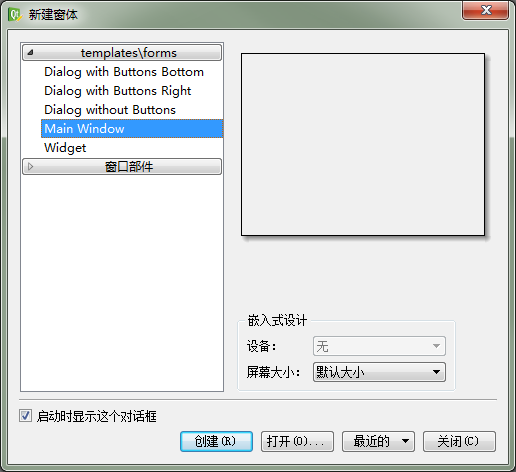 新建窗体
templates\forms
Dialog with Buttons Bottom
Dialog with Buttons Right
Dialog without Buttons
Main Window
Widget
窗口部件
嵌入式设计
设备： 无
屏幕大小： 默认大小
启动时显示这个对话框
创建(R) 打开(O)... 最近的 关闭(C)